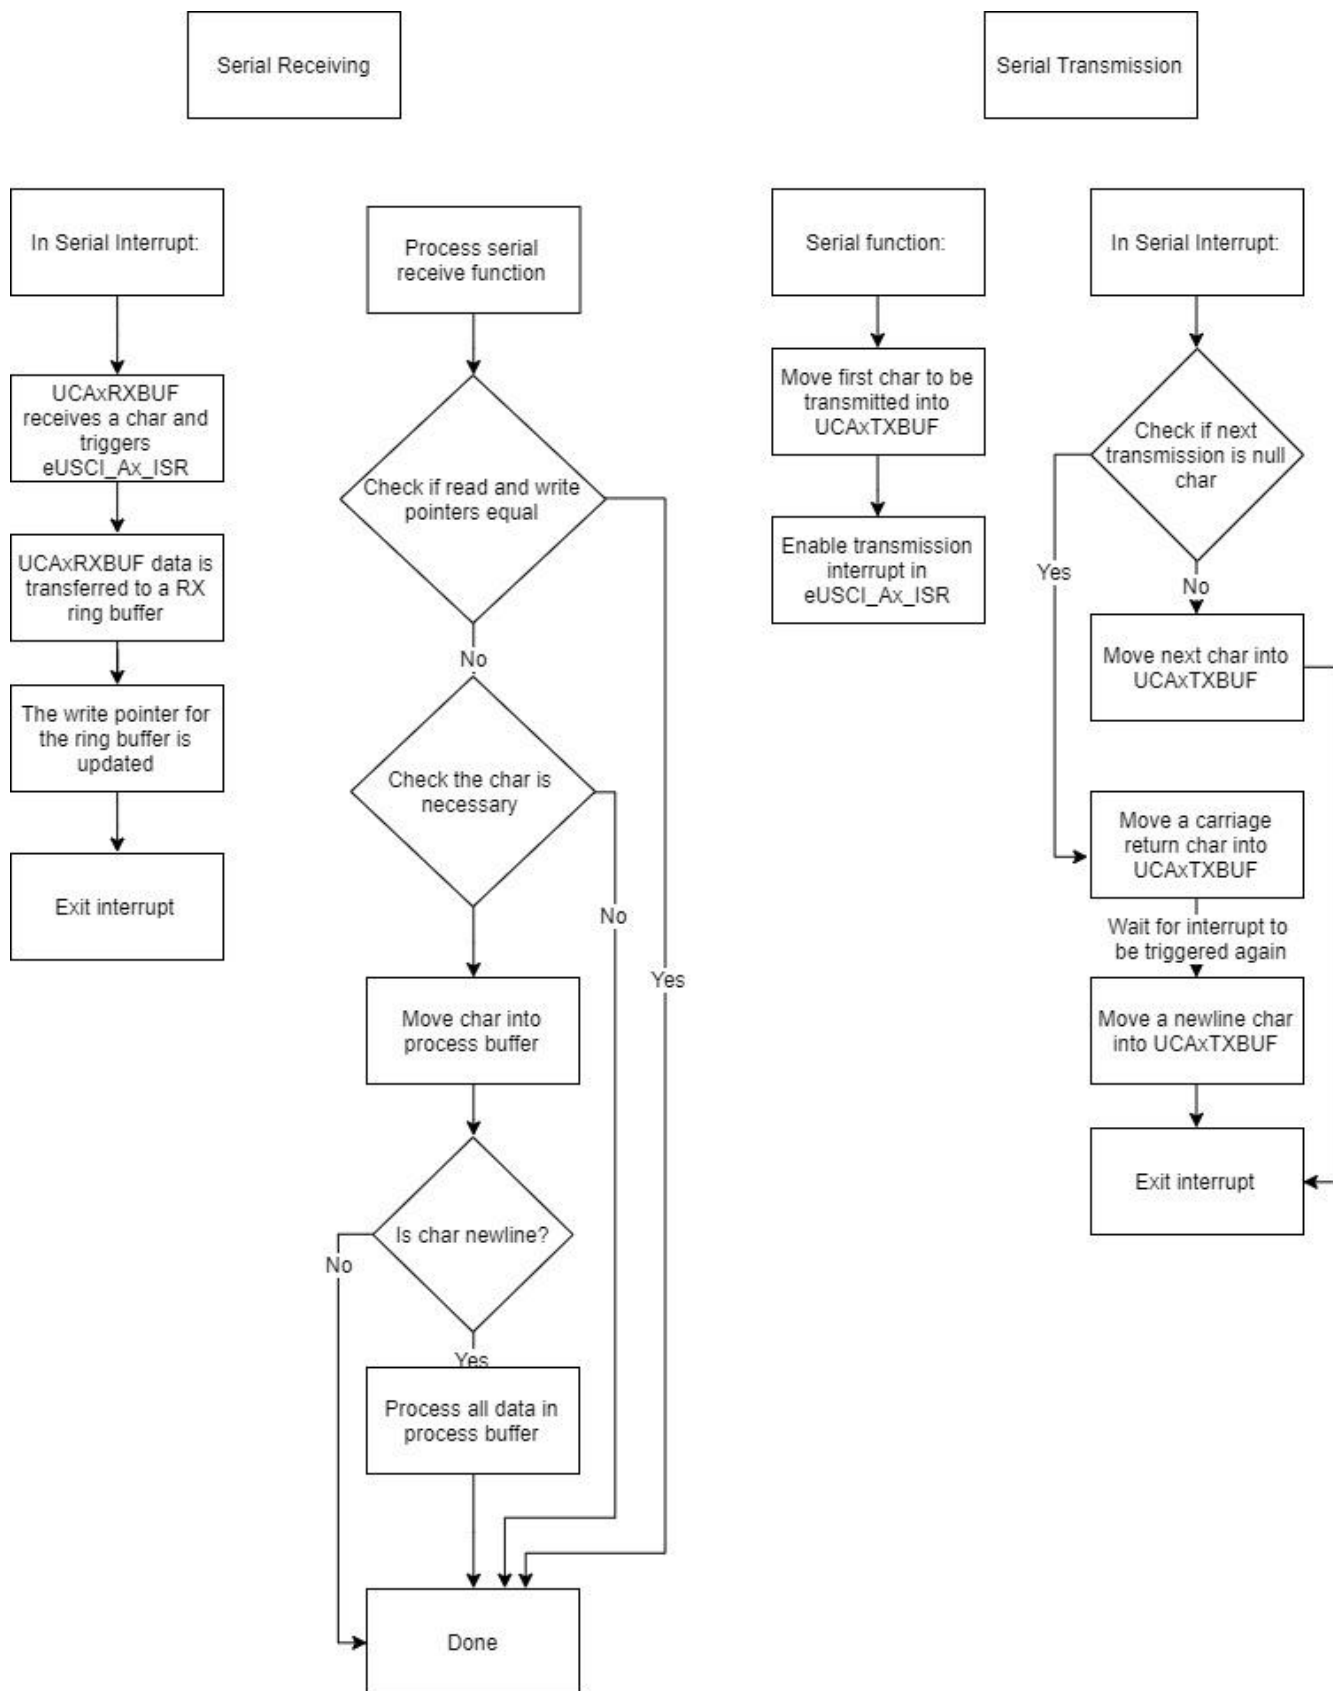 Serial Receiving
Serial Transmission
In Serial Interrupt:
UCAxRXBUF
receives a char and
triggers
eUSCI_Ax_ISR
UCAxRXBUF data is
transferred to a RX
ring buffer
The write pointer for
the ring buffer is
updated
Exit interrupt
Process serial
receive function
Check if read and write
pointers equal
No
Yes
Check the char is
necessary
No
Move char into
process buffer
Is char newline?
No
Yes
Process all data in
process buffer
Done
Serial function:
Move first char to be
transmitted into
UCAxTXBUF
Enable transmission
interrupt in
eUSCI_Ax_ISR
In Serial Interrupt:
Check if next
transmission is null
char
Yes
No
Move next char into
UCAxTXBUF
Move a carriage
return char into
UCAxTXBUF
Wait for interrupt to
be triggered again
Move a newline char
into UCAxTXBUF
Exit interrupt